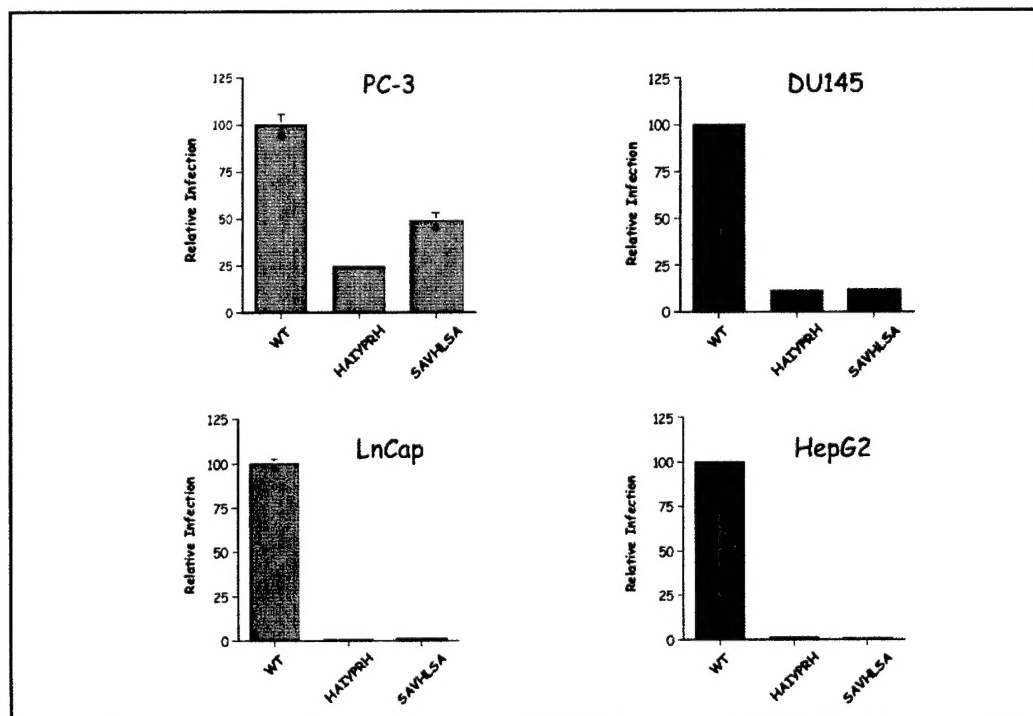 PC-3
Relative Infection
125
100
75
50
25
0
WT
HAIYPRH
SAVHLSA
DU145
Relative Infection
125
100
75
50
25
0
WT
HAIYPRH
SAVHLSA
LnCap
Relative Infection
125
100
75
50
25
0
WT
HAIYPRH
SAVHLSA
HepG2
Relative Infection
125
100
75
50
25
0
WT
HAIYPRH
SAVHLSA